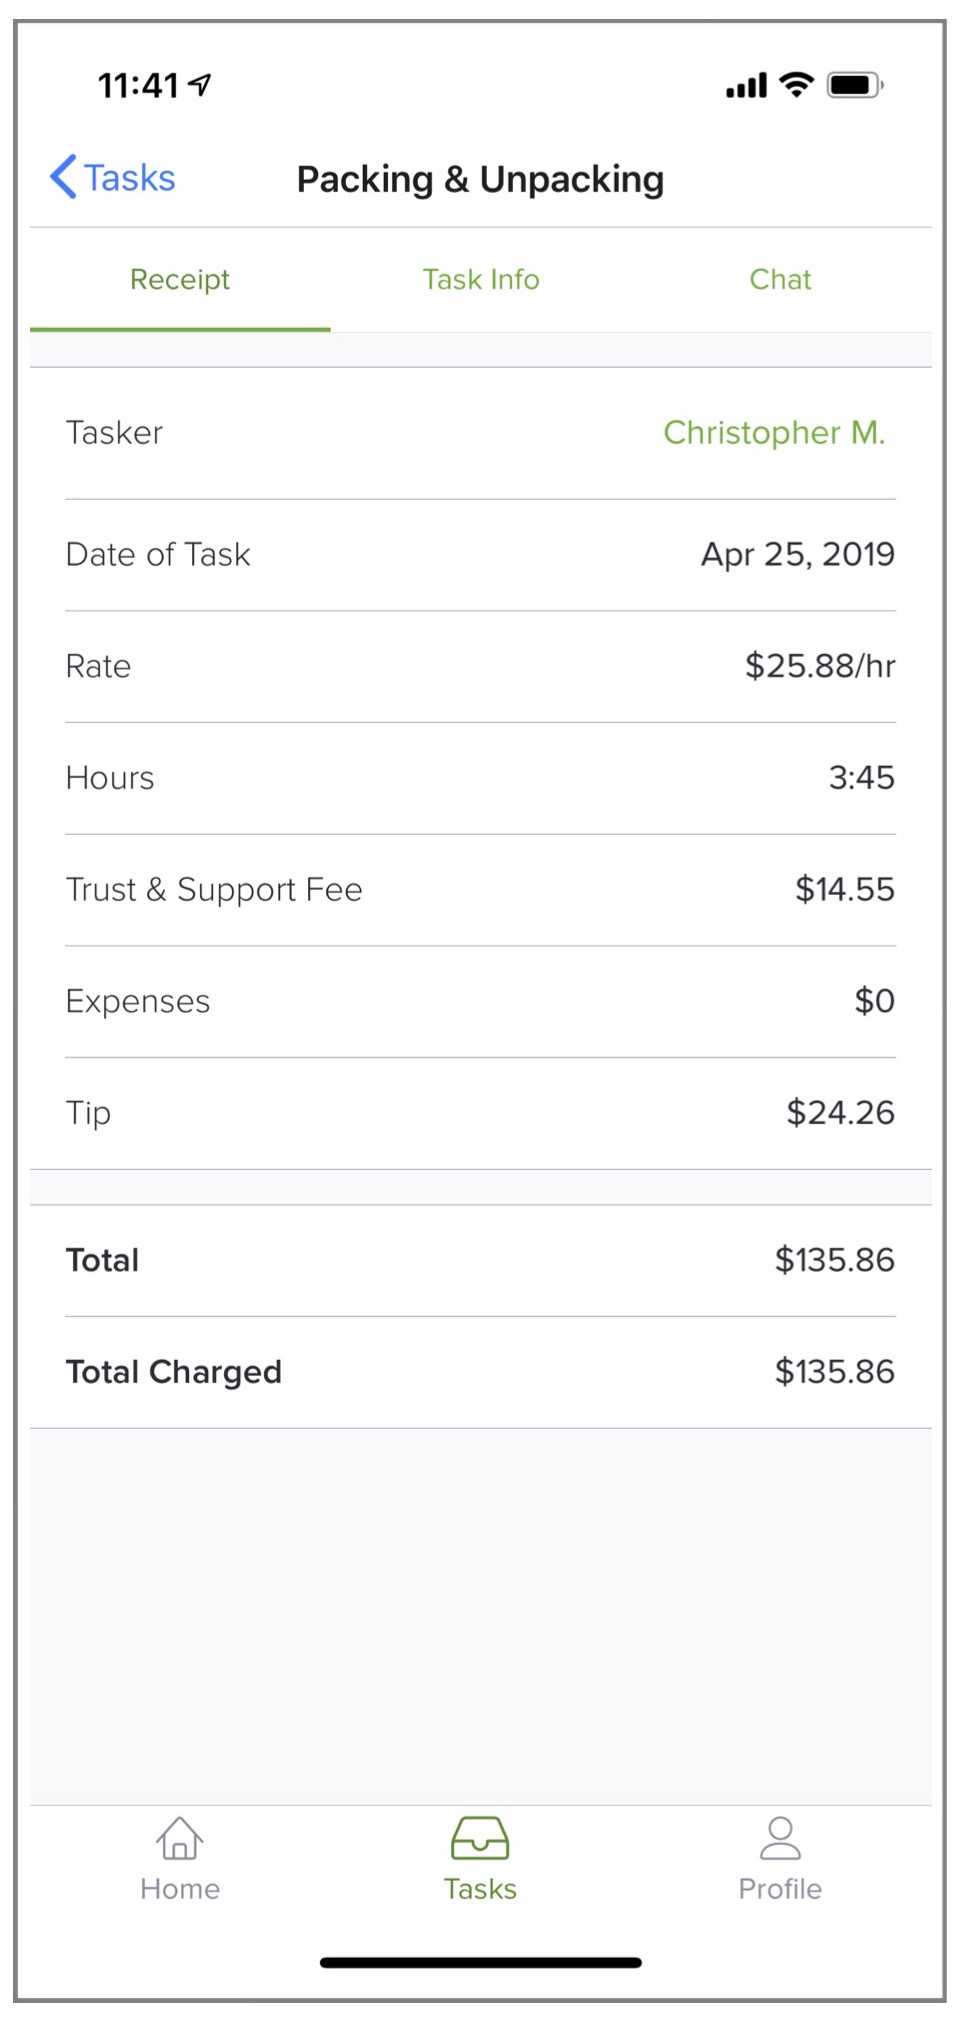 11:41
Tasks Packing & Unpacking
Receipt Task Info Chat
Tasker Christopher M.
Date of Task Apr 25, 2019
Rate $25.88/hr
Hours 3:45
Trust & Support Fee $14.55
Expenses $0
Tip $24.26
Total $135.86
Total Charged $135.86
Home Tasks Profile